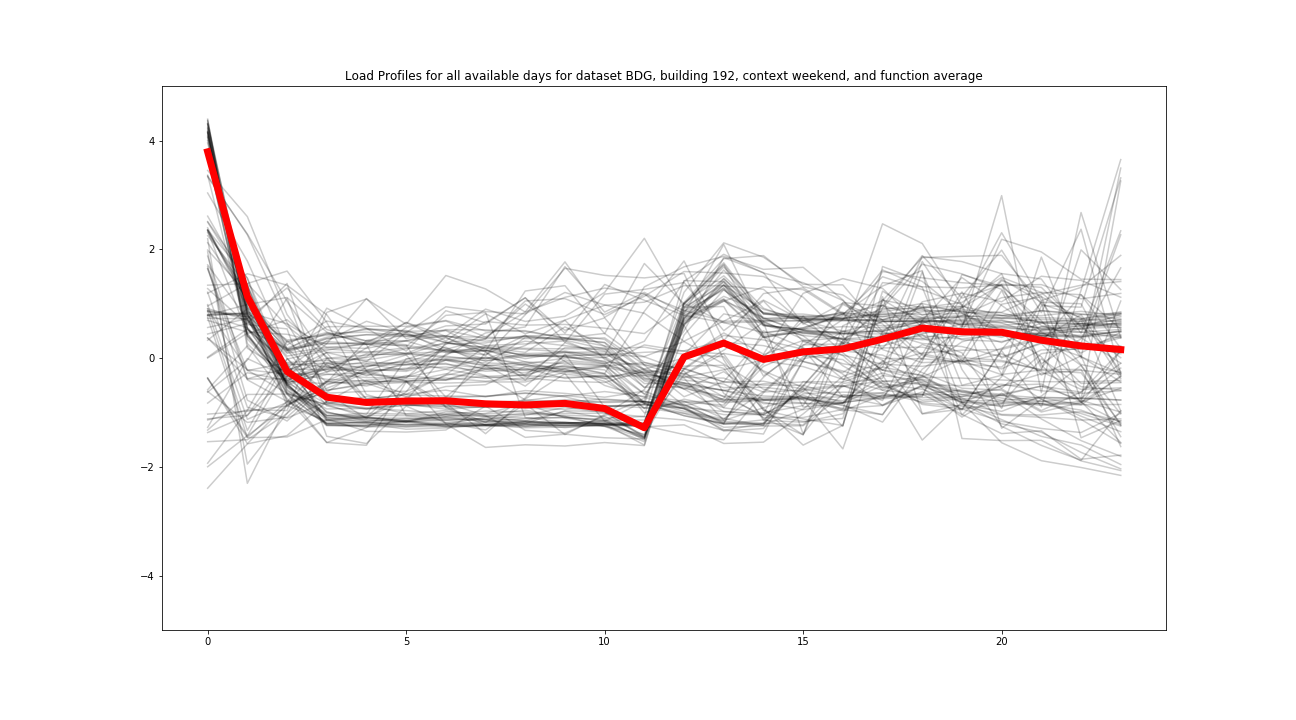 Load Profiles for all available days for dataset BDG, building 192, context weekend, and function average
4
2
0
−2
−4
0 5 10 15 20